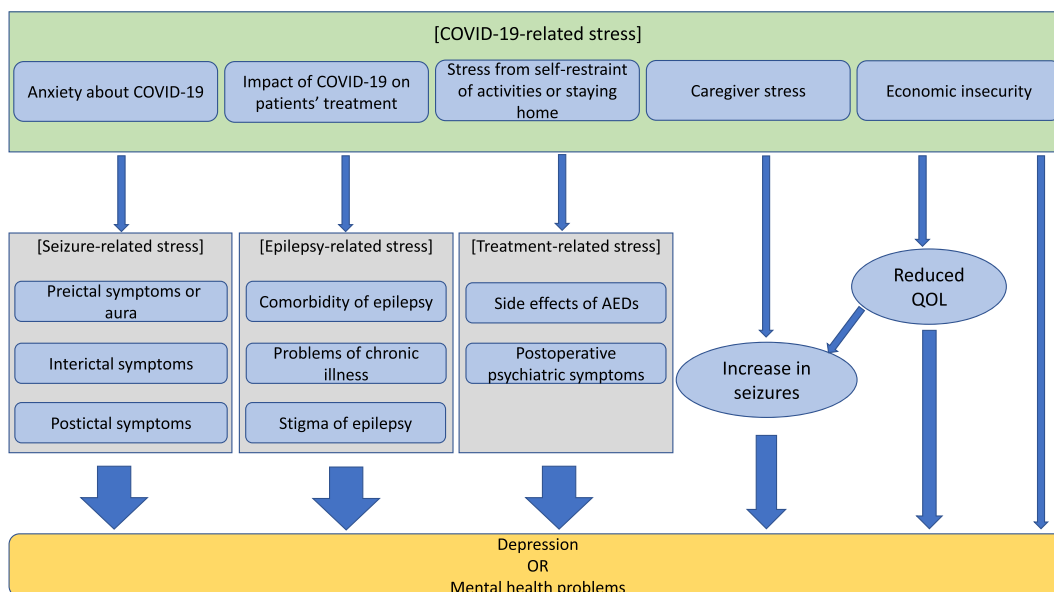 [COVID-19-related stress]
Anxiety about COVID-19
Impact of COVID-19 on
patients’ treatment
Stress from self-restraint
of activities or staying
home
Caregiver stress
Economic insecurity
[Seizure-related stress]
Preictal symptoms or
aura
Interictal symptoms
Postictal symptoms
[Epilepsy-related stress]
Comorbidity of epilepsy
Problems of chronic
illness
Stigma of epilepsy
[Treatment-related stress]
Side effects of AEDs
Postoperative
psychiatric symptoms
Reduced
QOL
Increase in
seizures
Depression
OR
Mental health problems